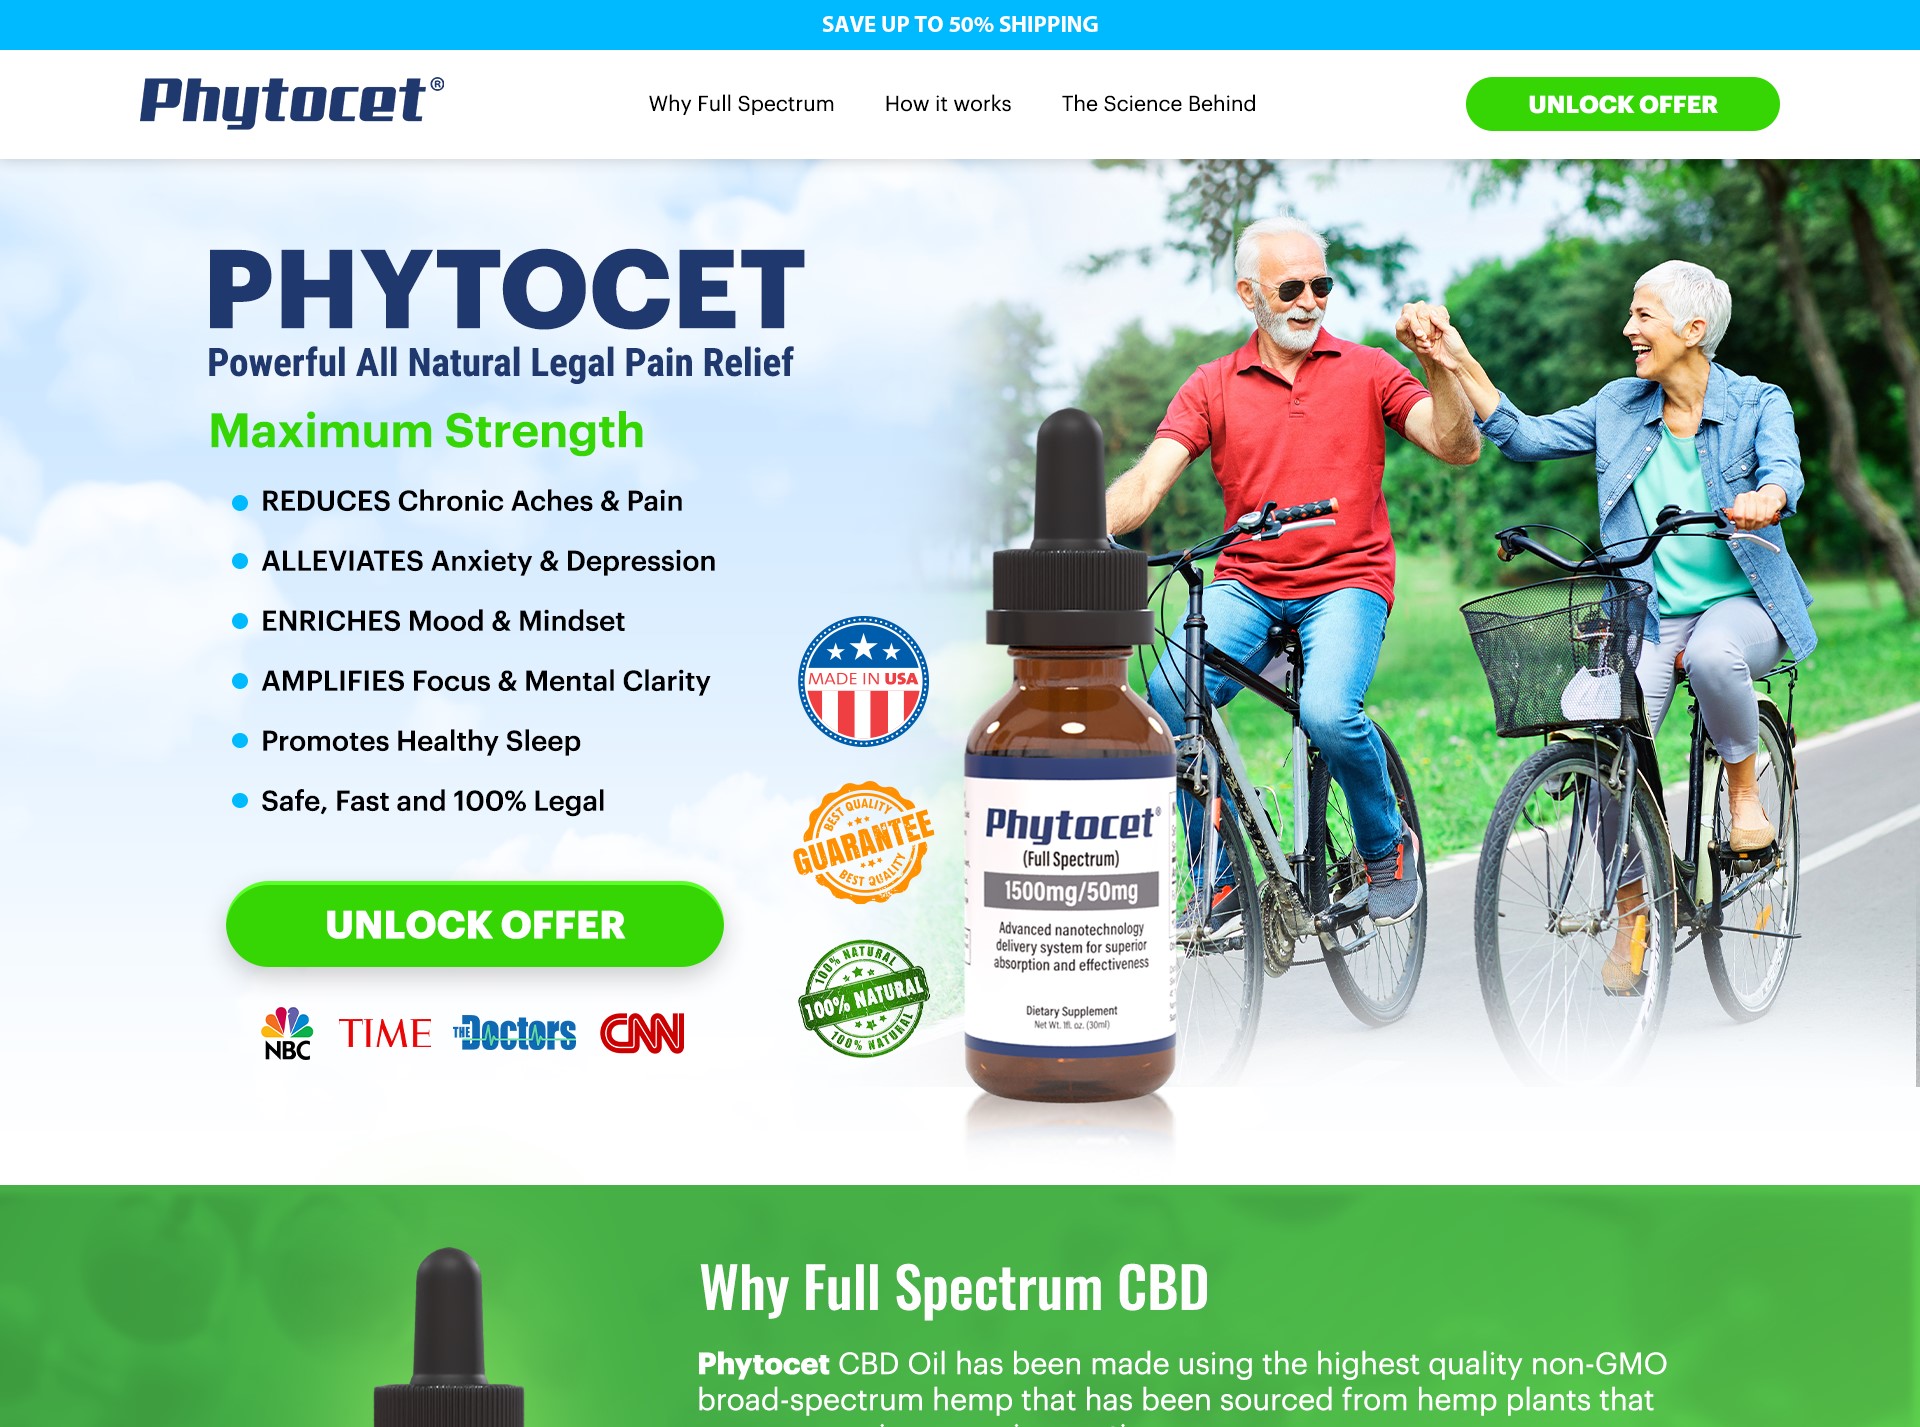 SAVE UP TO 50% SHIPPING
Phytocet®
Why Full Spectrum
How it works
The Science Behind
UNLOCK OFFER
PHYTOCET
Powerful All Natural Legal Pain Relief
Maximum Strength
REDUCES Chronic Aches & Pain
ALLEVIATES Anxiety & Depression
ENRICHES Mood & Mindset
AMPLIFIES Focus & Mental Clarity
Promotes Healthy Sleep
Safe, Fast and 100% Legal
UNLOCK OFFER
NBC
TIME
THE Doctors
CNN
MADE IN USA
BEST QUALITY
GUARANTEE
BEST QUALITY
100% NATURAL
100% NATURAL
100% NATURAL
Phytocet®
(Full Spectrum)
1500mg/50mg
Advanced nanotechnology
delivery system for superior
absorption and effectiveness
Dietary Supplement
Net Wt. 1fl. oz. (30ml)
Why Full Spectrum CBD
Phytocet CBD Oil has been made using the highest quality non-GMO
broad-spectrum hemp that has been sourced from hemp plants that